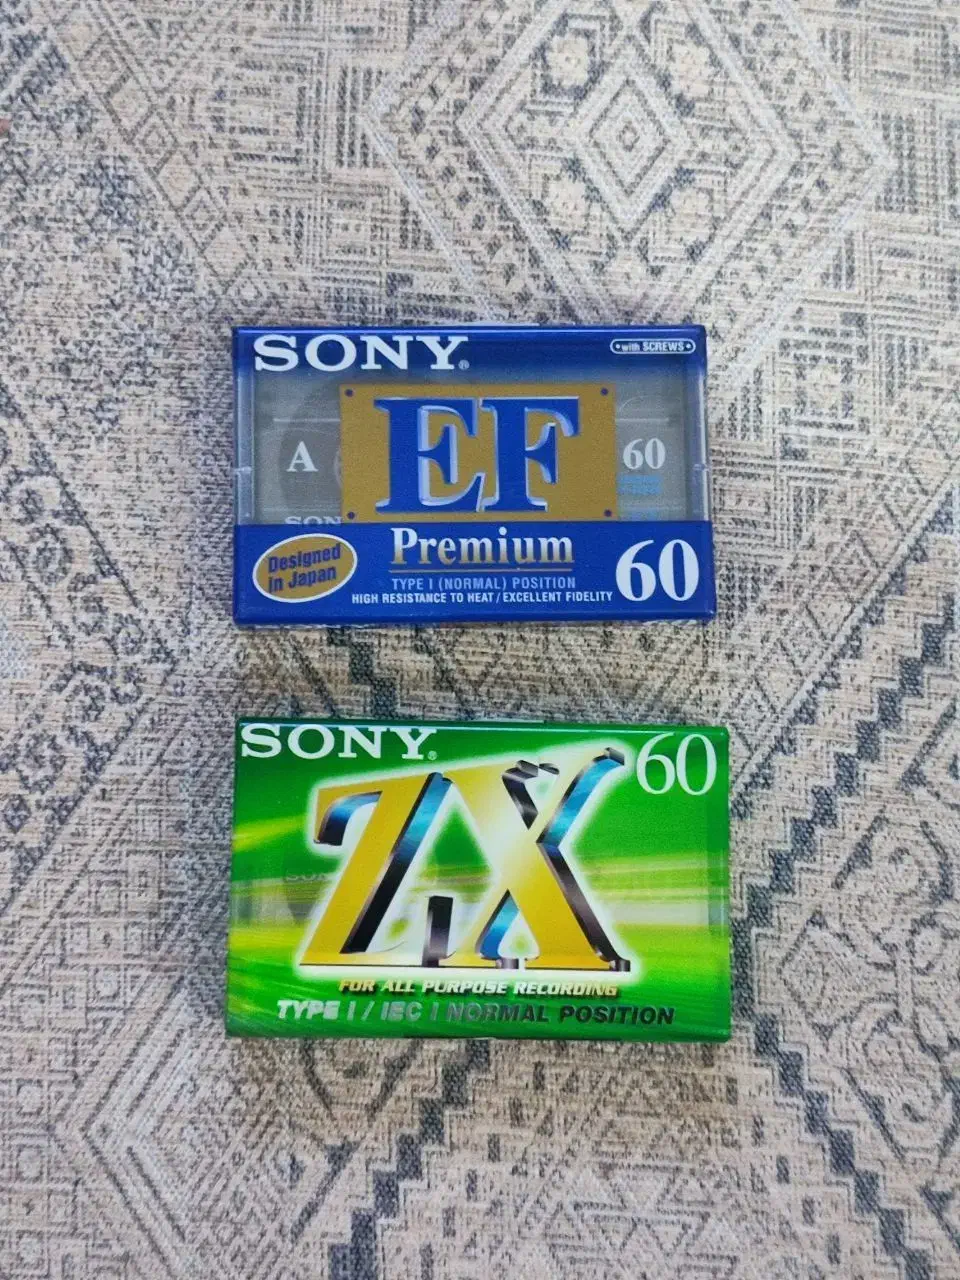 SONY®
with SCREWS
EF
A
60
SON
Premium
Designed
in Japan
60
TYPE I (NORMAL) POSITION
HIGH RESISTANCE TO HEAT / EXCELLENT FIDELITY
SONY®
60
ZX
FOR ALL PURPOSE RECORDING
TYPE I / IEC I NORMAL POSITION